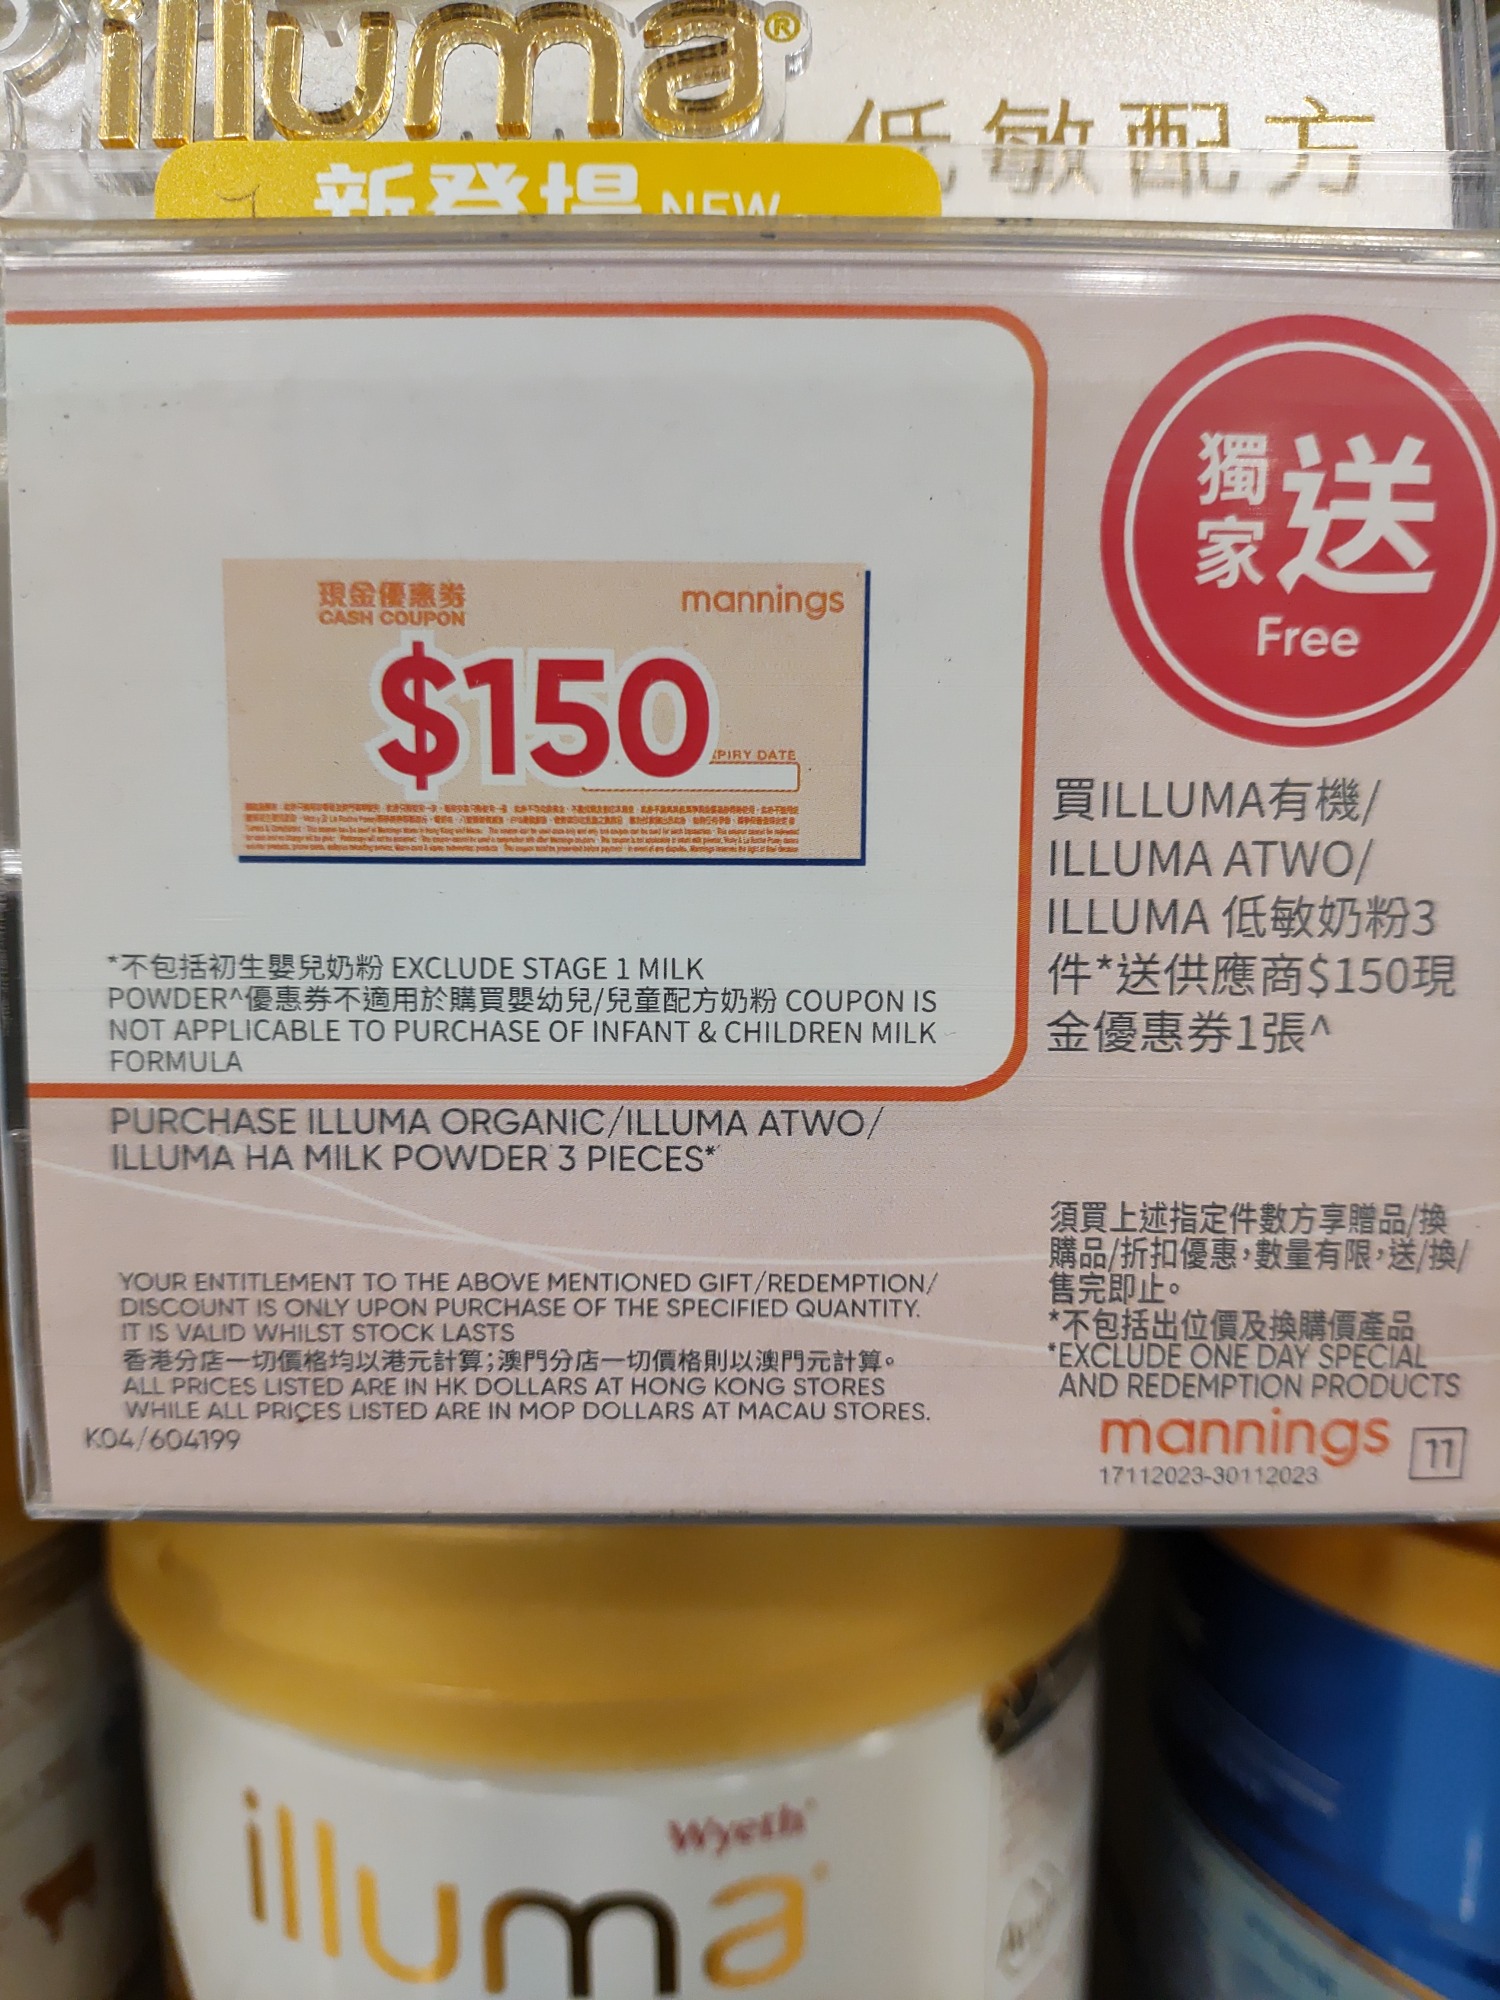 illuma®
低敏配方
新登場 NEW
現金優惠券
CASH COUPON
mannings
$150
PIRY DATE
獨家送
Free
買ILLUMA有機/
ILLUMA ATWO/
ILLUMA 低敏奶粉3
件*送供應商$150現
金優惠券1張^
*不包括初生嬰兒奶粉 EXCLUDE STAGE 1 MILK
POWDER^優惠券不適用於購買嬰幼兒/兒童配方奶粉 COUPON IS
NOT APPLICABLE TO PURCHASE OF INFANT & CHILDREN MILK
FORMULA
PURCHASE ILLUMA ORGANIC/ILLUMA ATWO/
ILLUMA HA MILK POWDER 3 PIECES*
須買上述指定件數方享贈品/換
購品/折扣優惠,數量有限,送/換/
售完即止。
*不包括出位價及換購價產品
*EXCLUDE ONE DAY SPECIAL
AND REDEMPTION PRODUCTS
YOUR ENTITLEMENT TO THE ABOVE MENTIONED GIFT/REDEMPTION/
DISCOUNT IS ONLY UPON PURCHASE OF THE SPECIFIED QUANTITY.
IT IS VALID WHILST STOCK LASTS
香港分店一切價格均以港元計算;澳門分店一切價格則以澳門元計算。
ALL PRICES LISTED ARE IN HK DOLLARS AT HONG KONG STORES
WHILE ALL PRICES LISTED ARE IN MOP DOLLARS AT MACAU STORES.
K04/604199
mannings 11
17112023-30112023
Wyeth
illuma